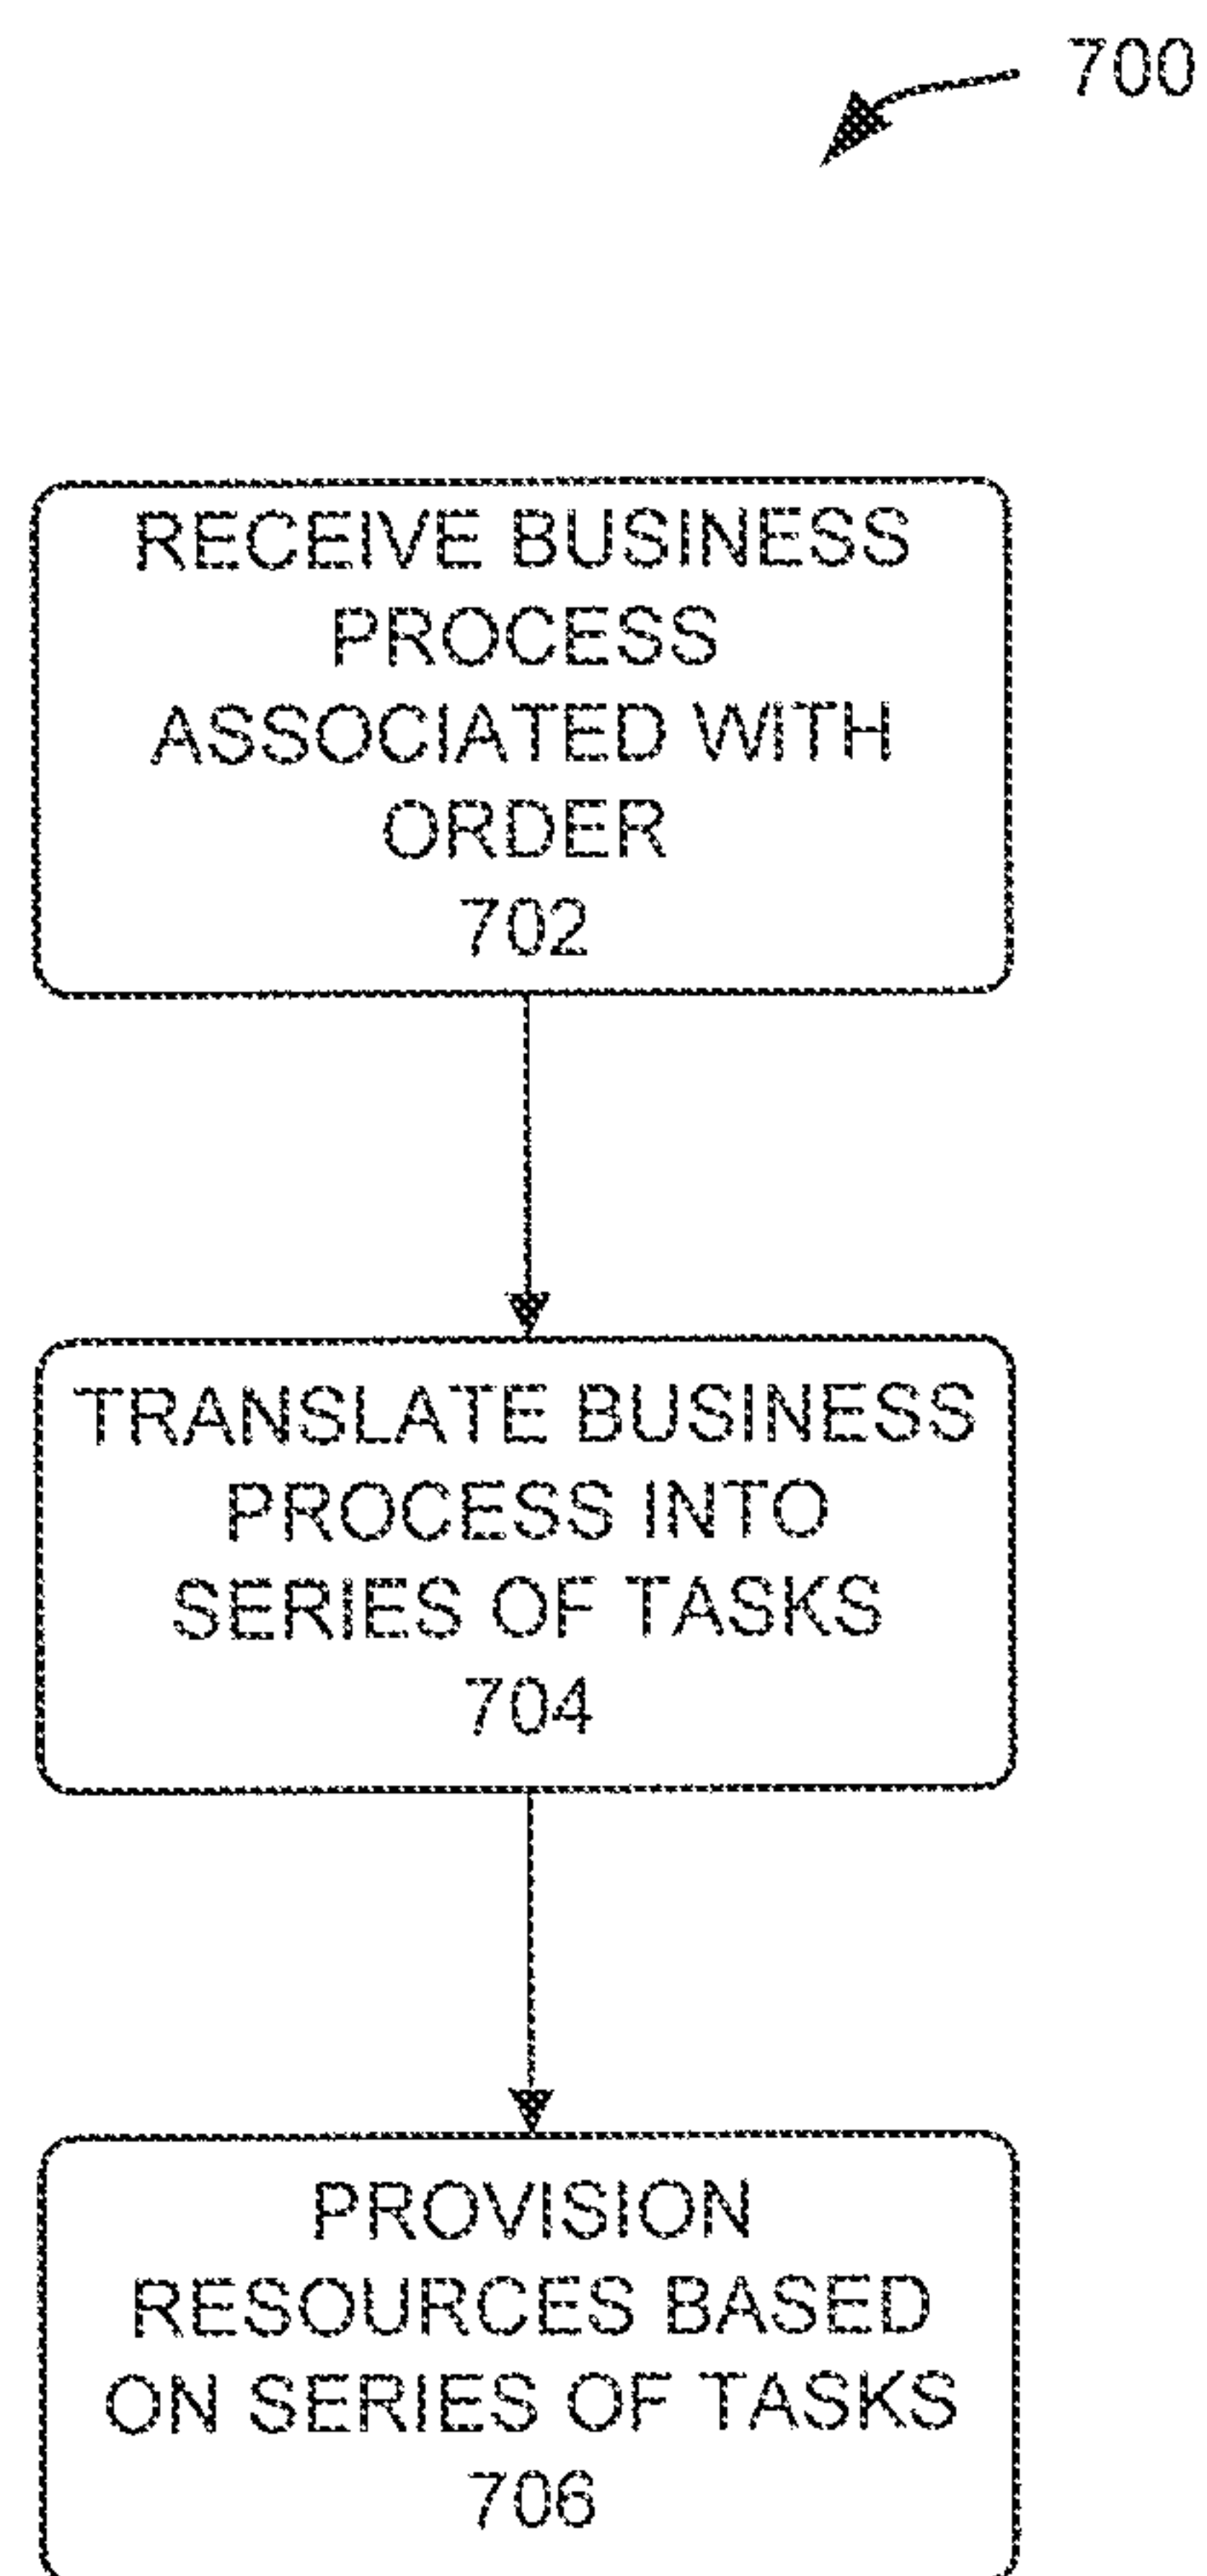 700
RECEIVE BUSINESS
PROCESS
ASSOCIATED WITH
ORDER
702
TRANSLATE BUSINESS
PROCESS INTO
SERIES OF TASKS
704
PROVISION
RESOURCES BASED
ON SERIES OF TASKS
706